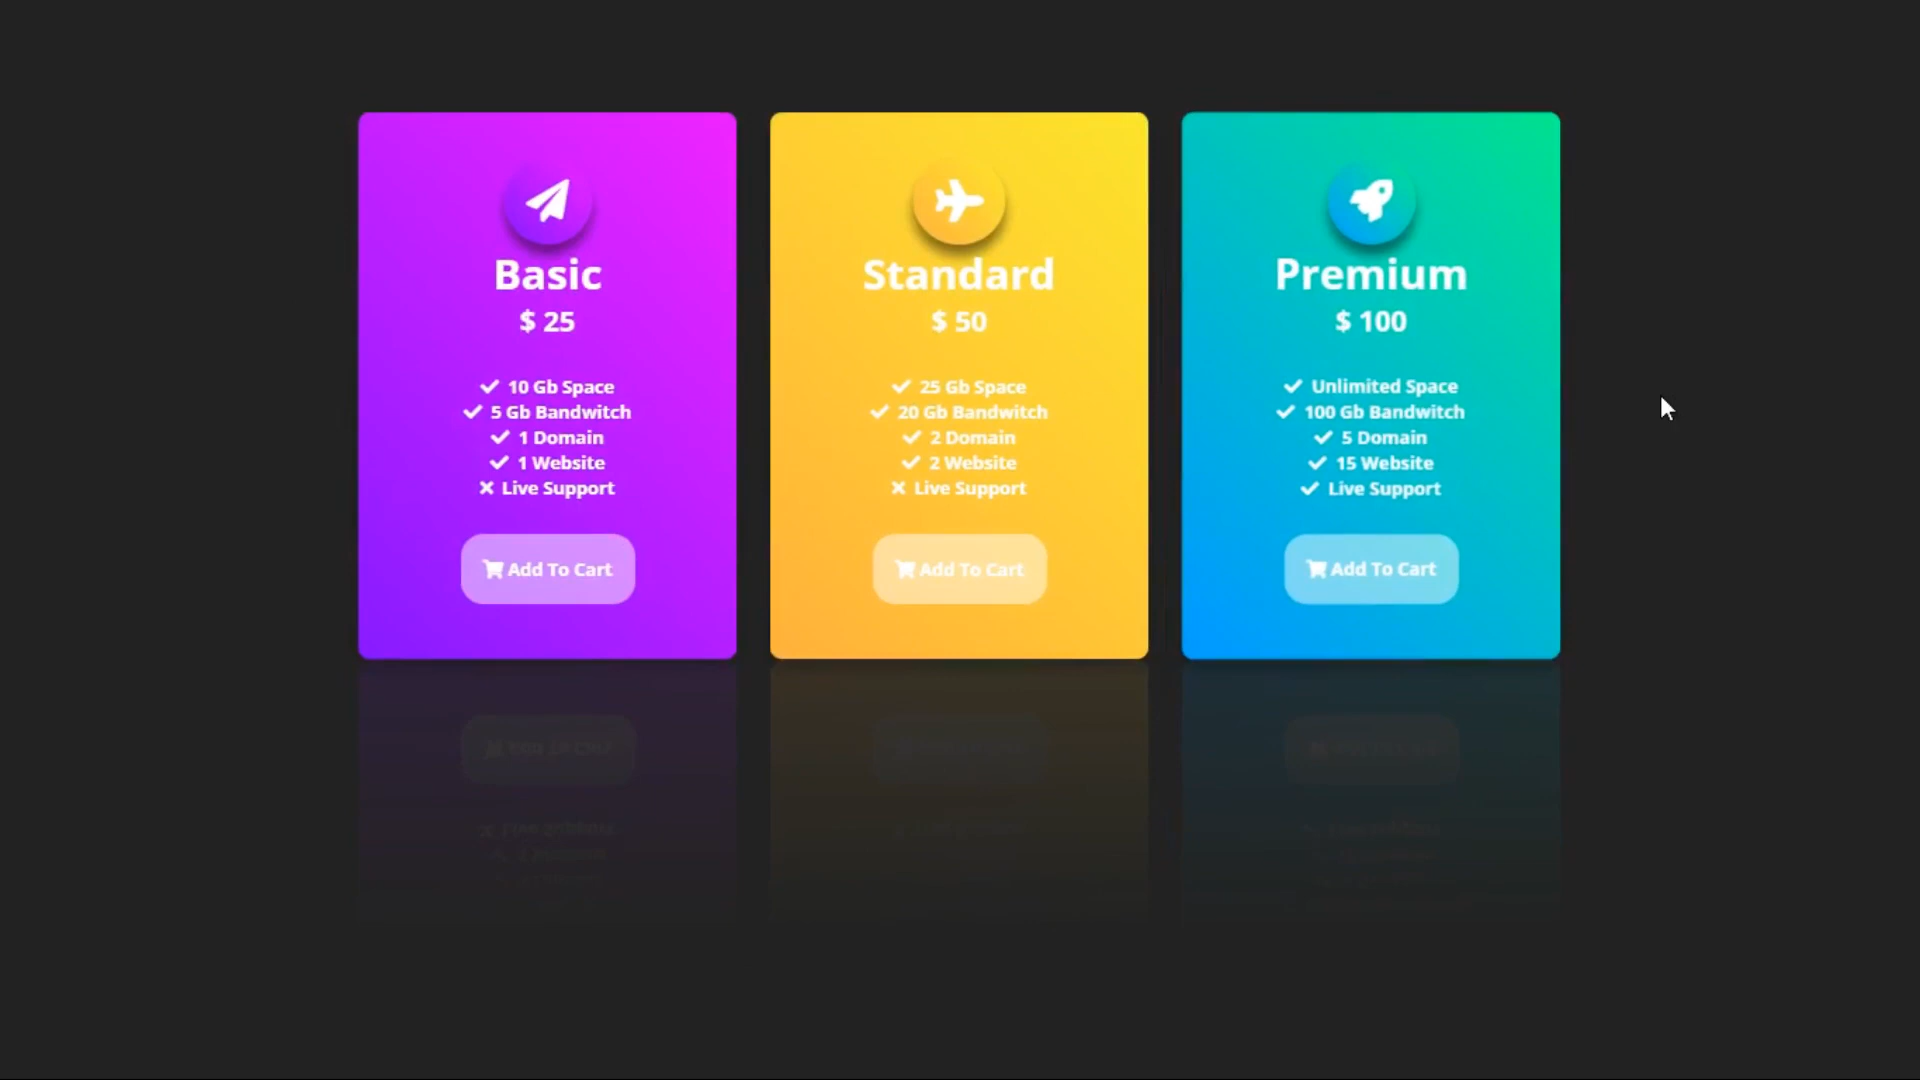 Basic
$ 25
10 Gb Space
5 Gb Bandwitch
1 Domain
1 Website
Live Support
Add To Cart
Standard
$ 50
25 Gb Space
20 Gb Bandwitch
2 Domain
2 Website
Live Support
Add To Cart
Premium
$ 100
Unlimited Space
100 Gb Bandwitch
5 Domain
15 Website
Live Support
Add To Cart